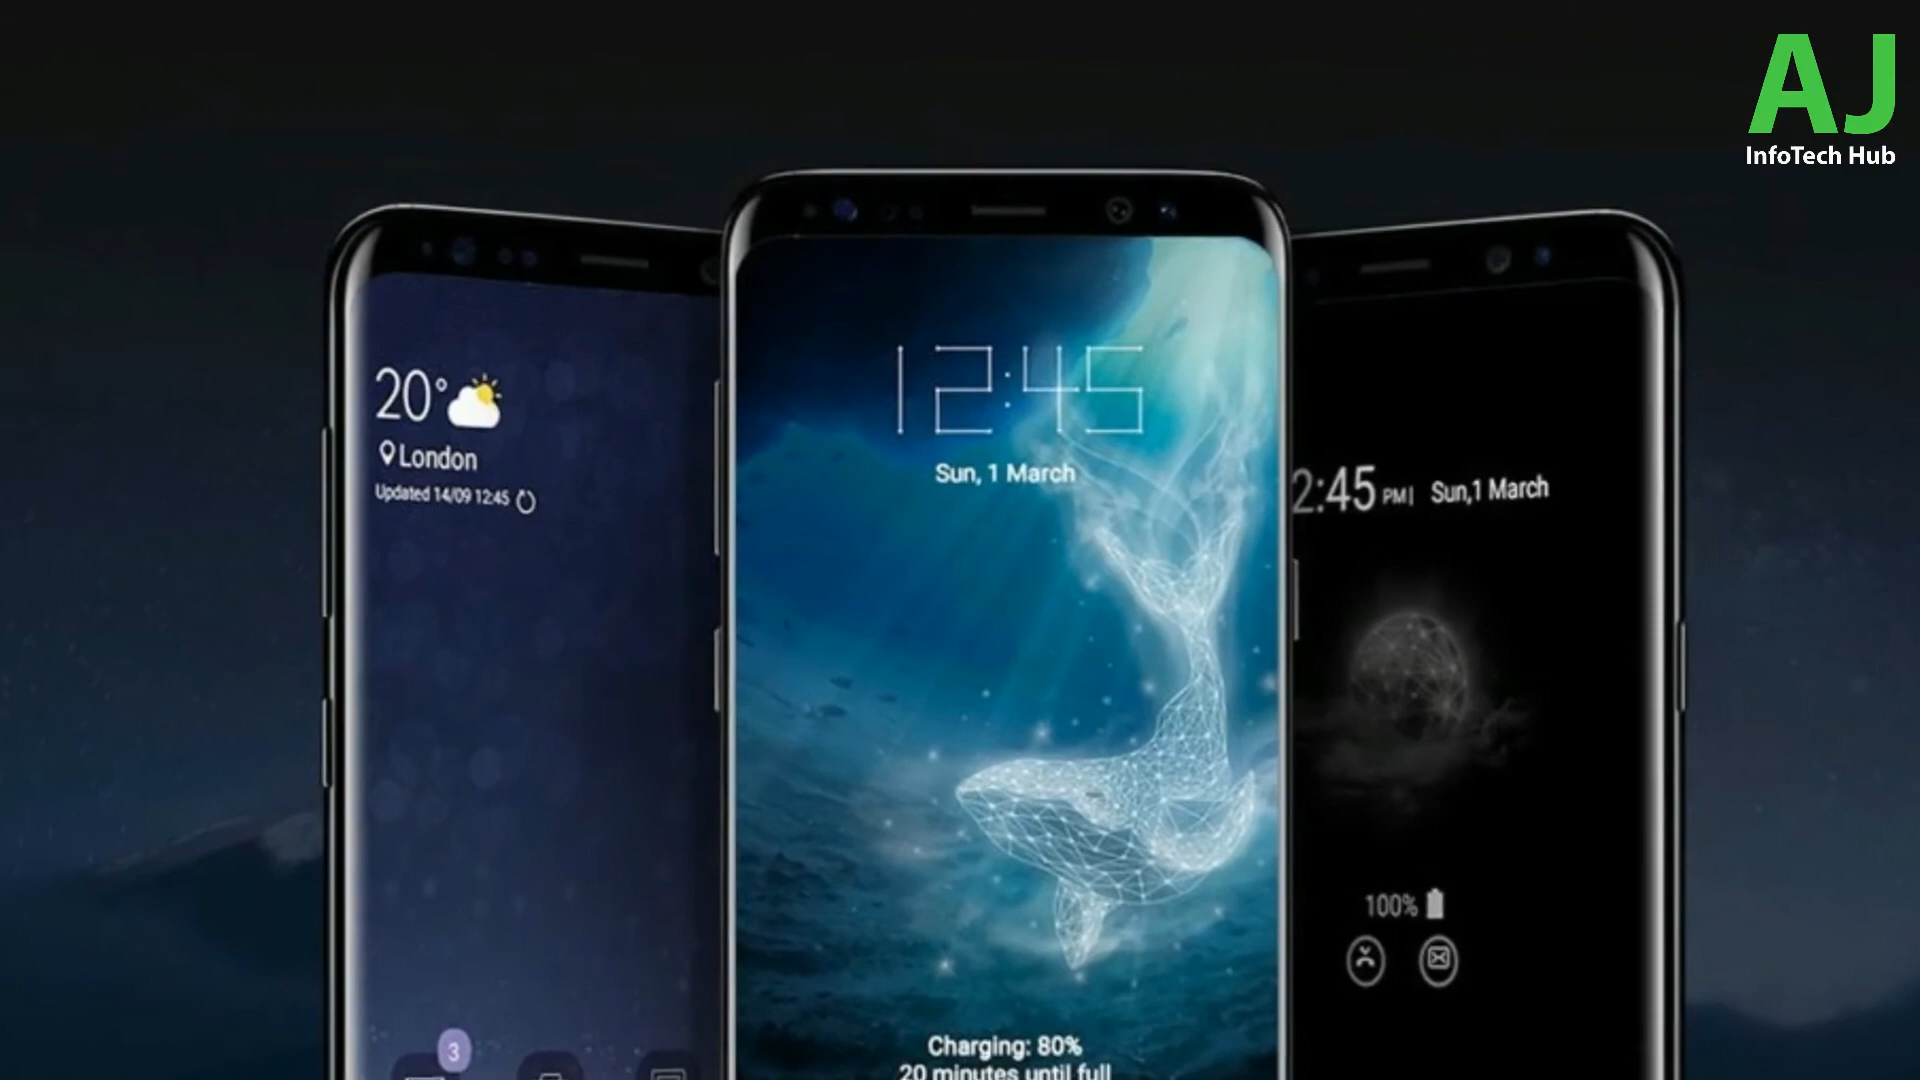 AJ
InfoTech Hub
20°
London
Updated 14/09 12:45
3
12:45
Sun, 1 March
Charging: 80%
20 minutes until full
2:45 PM| Sun,1 March
100%